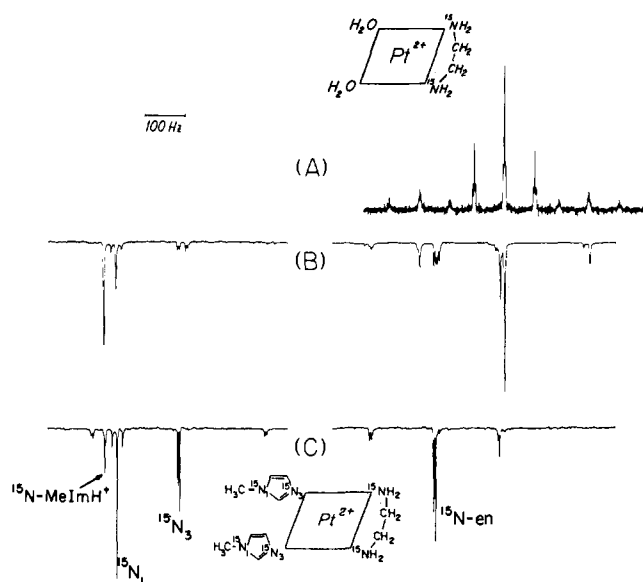 H₂O
¹⁵NH₂
CH₂
Pt²⁺
CH₂
H₂O
¹⁵NH₂
100 Hz
(A)
(B)
(C)
¹⁵N-MeImH⁺
¹⁵N₁
¹⁵N₃
H₃C-¹⁵N₁ ¹⁵N₃
¹⁵NH₂
CH₂
Pt²⁺
CH₂
H₃C-¹⁵N₁ ¹⁵N₃
¹⁵NH₂
¹⁵N-en